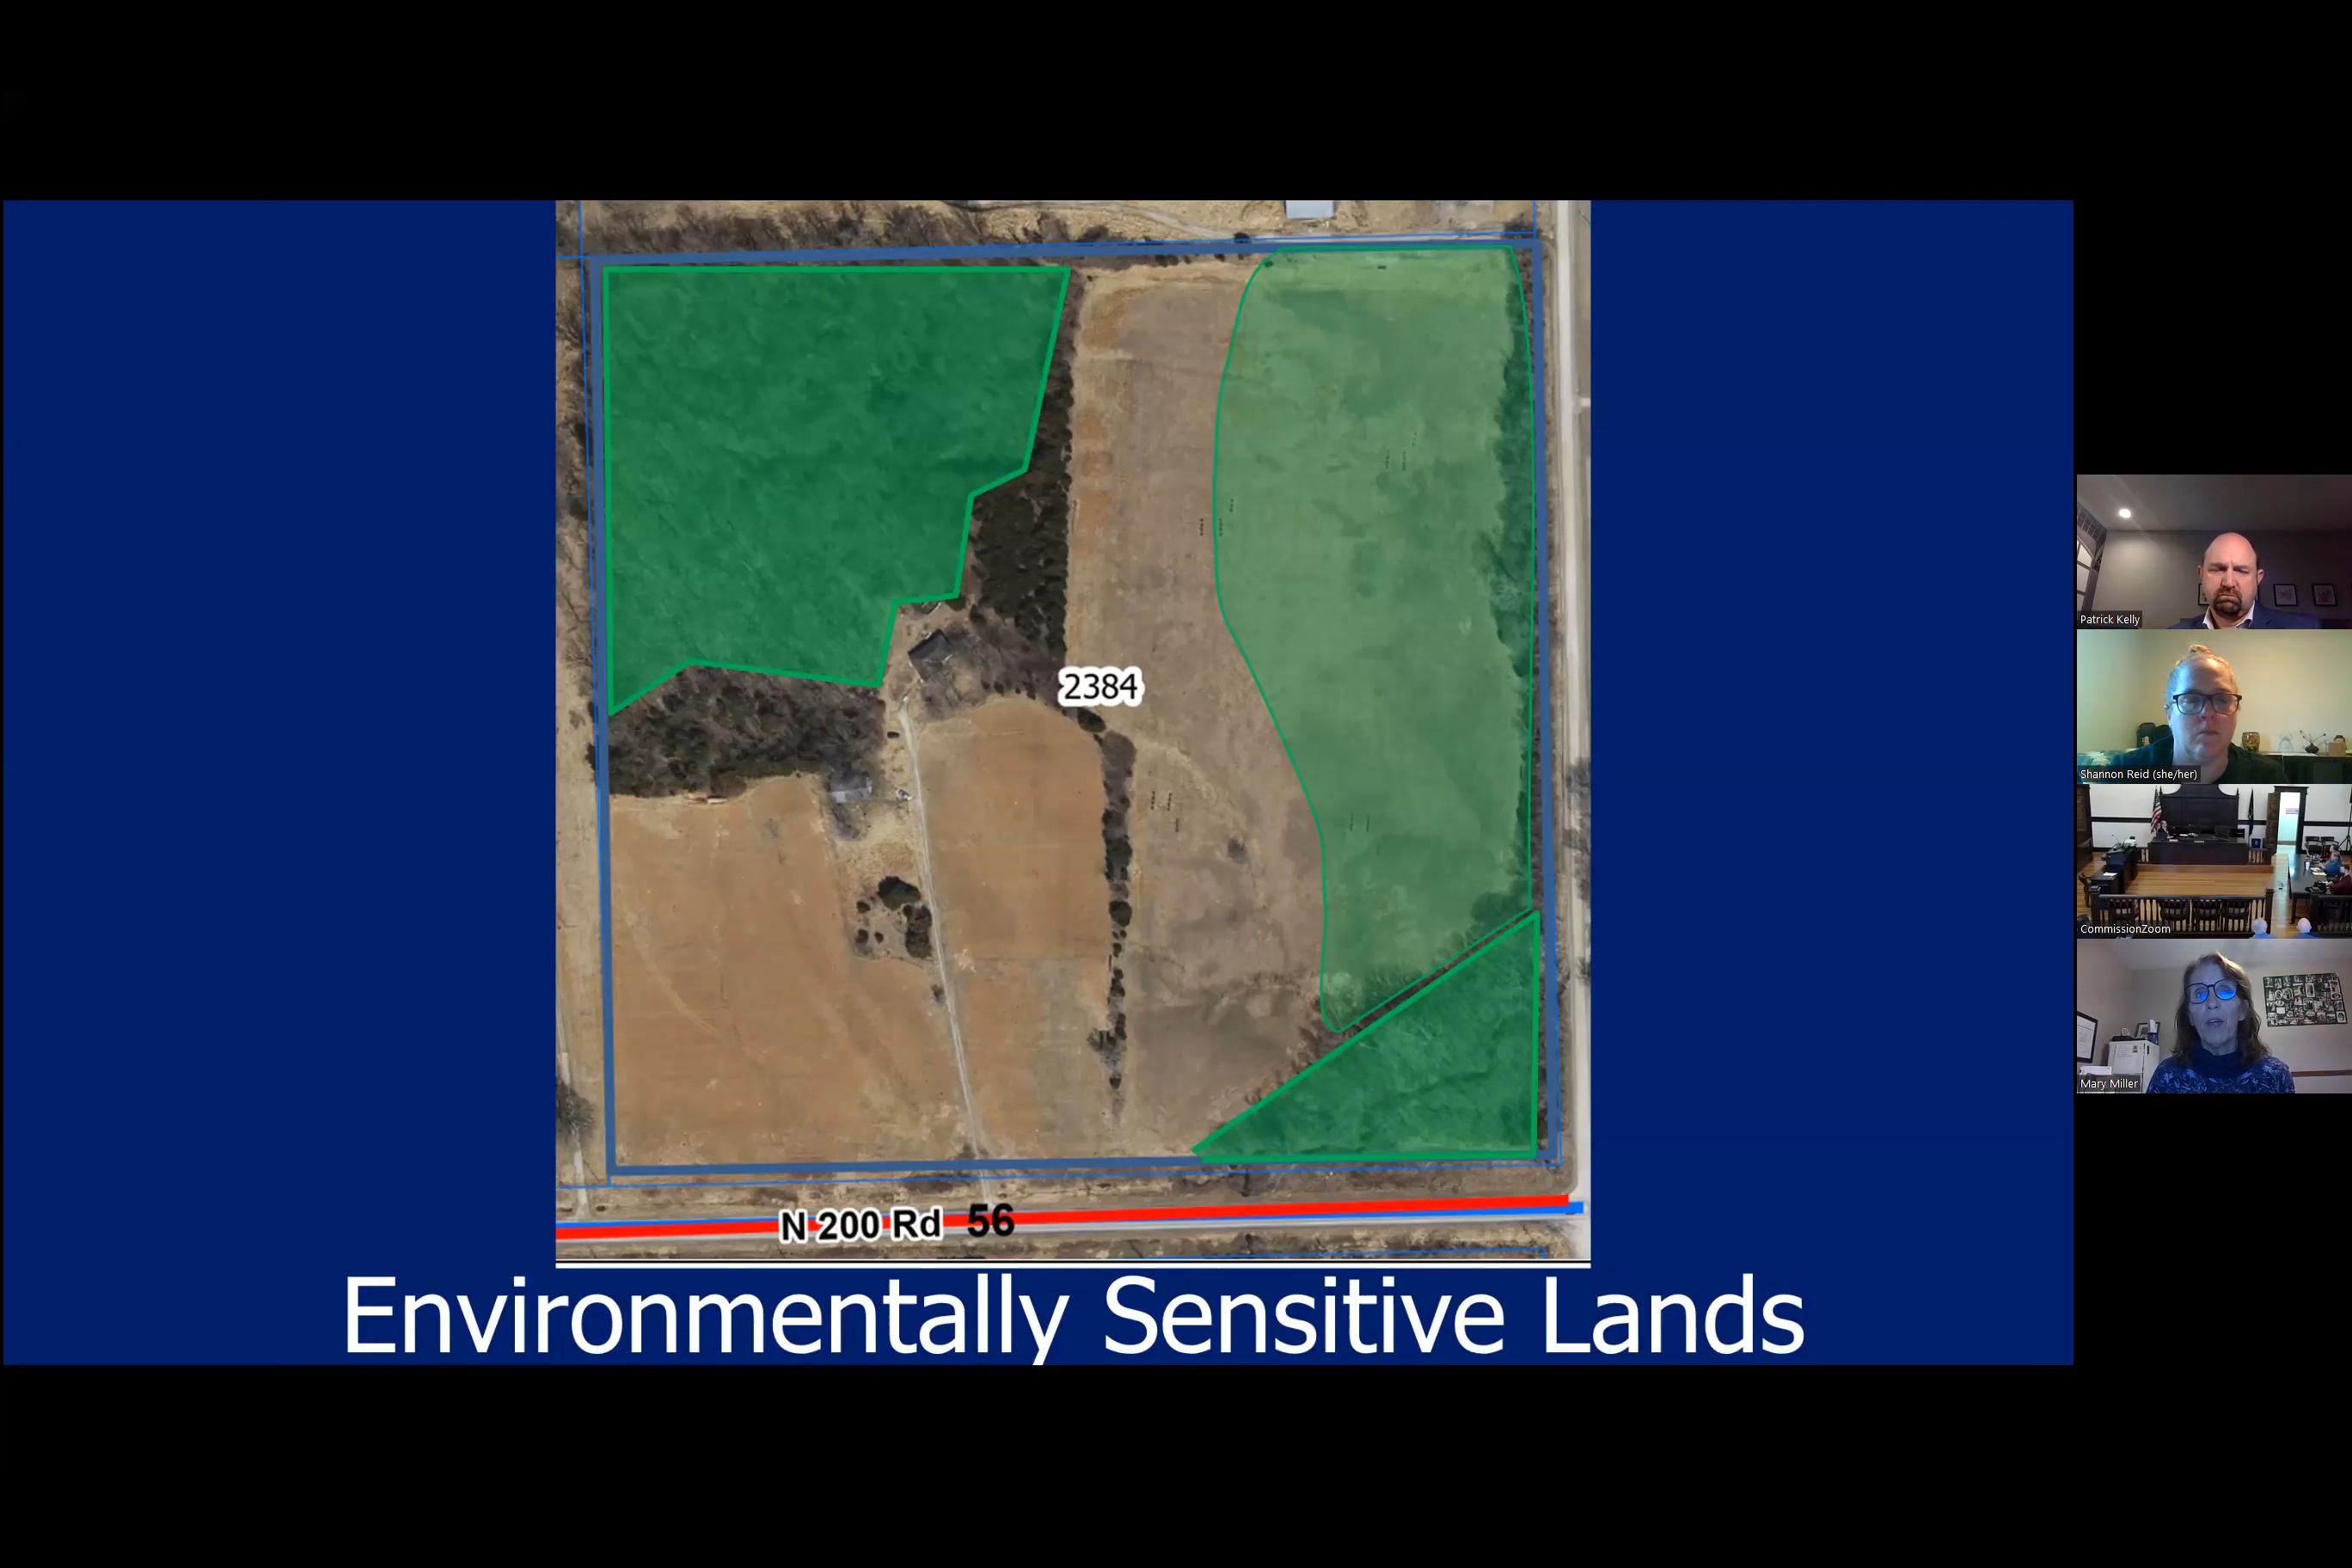 2384
N 200 Rd 56
Environmentally Sensitive Lands
Patrick Kelly
Shannon Reid (she/her)
CommissionZoom
Mary Miller